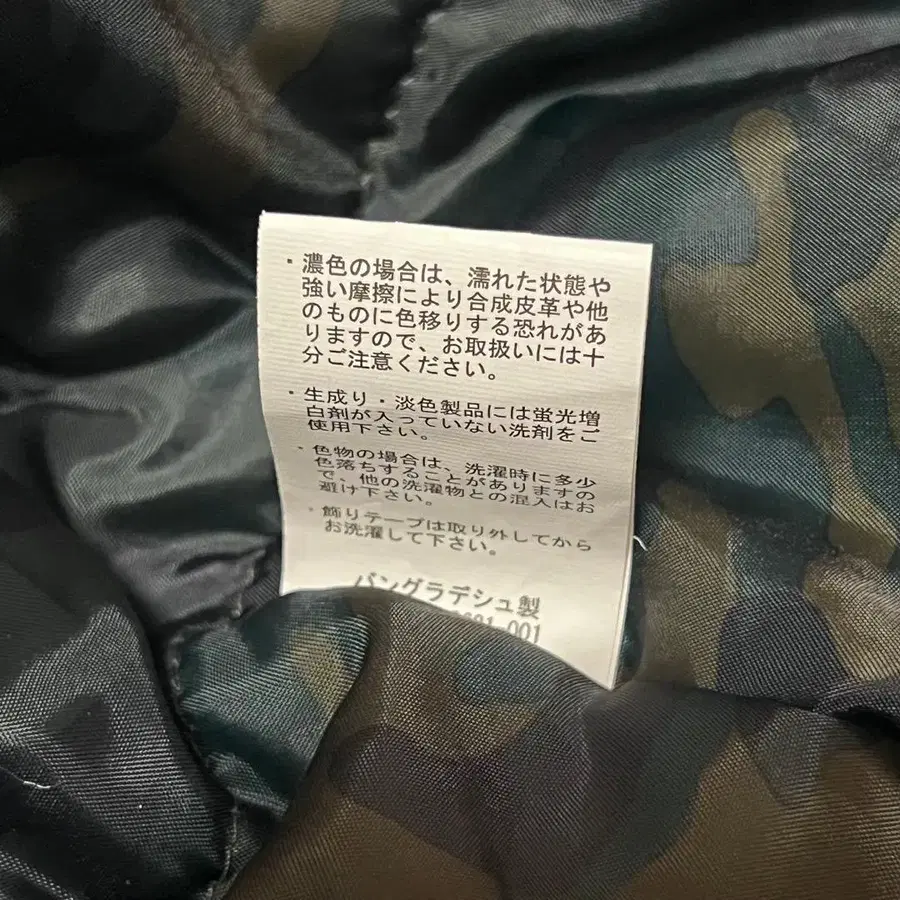 ・濃色の場合は、濡れた状態や
強い摩擦により合成皮革や他
のものに色移りする恐れがあ
りますので、お取扱いには十
分ご注意ください。
・生成り・淡色製品には蛍光増
白剤が入っていない洗剤をご
使用下さい。
・色物の場合は、洗濯時に多少
色落ちすることがありますの
で、他の洗濯物との混入はお
避け下さい。
・飾りテープは取り外してから
お洗濯して下さい。
バングラデシュ製
-001